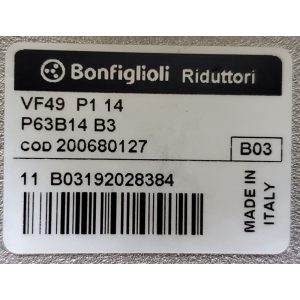 Bonfiglioli Riduttori
VF49 P1 14
P63B14 B3
COD 200680127
B03
11 B03192028384
MADE IN
ITALY